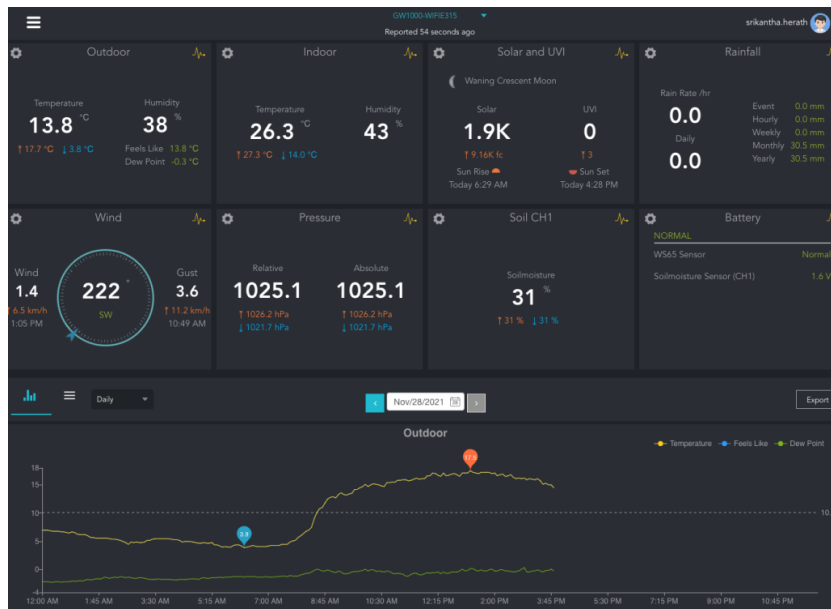 GW1000-WIFIE315
Reported 54 seconds ago
srikantha.herath
Outdoor
Temperature
13.8 °C
↑ 17.7 °C ↓ 3.8 °C
Humidity
38 %
Feels Like 13.8 °C
Dew Point -0.3 °C
Indoor
Temperature
26.3 °C
↑ 27.3 °C ↓ 14.0 °C
Humidity
43 %
Solar and UVI
Waning Crescent Moon
Solar
1.9K
↑ 9.16K fc
UVI
0
↑ 3
Sun Rise
Today 6:29 AM
Sun Set
Today 4:28 PM
Rainfall
Rain Rate /hr
0.0
Daily
0.0
Event 0.0 mm
Hourly 0.0 mm
Weekly 0.0 mm
Monthly 30.5 mm
Yearly 30.5 mm
Wind
Wind
1.4
↑ 6.5 km/h
1:05 PM
222 °
SW
Gust
3.6
↑ 11.2 km/h
10:49 AM
Pressure
Relative
1025.1
↑ 1026.2 hPa
↓ 1021.7 hPa
Absolute
1025.1
↑ 1026.2 hPa
↓ 1021.7 hPa
Soil CH1
Soilmoisture
31 %
↑ 31 % ↓ 31 %
Battery
NORMAL
WS65 Sensor Normal
Soilmoisture Sensor (CH1) 1.6 V
Daily
Nov/28/2021
Export
Outdoor
Temperature Feels Like Dew Point
18
15
10
5
0
-4
17.5
3.9
10.
12:00 AM 1:45 AM 3:30 AM 5:15 AM 7:00 AM 8:45 AM 10:30 AM 12:15 PM 2:00 PM 3:45 PM 5:30 PM 7:15 PM 9:00 PM 10:45 PM